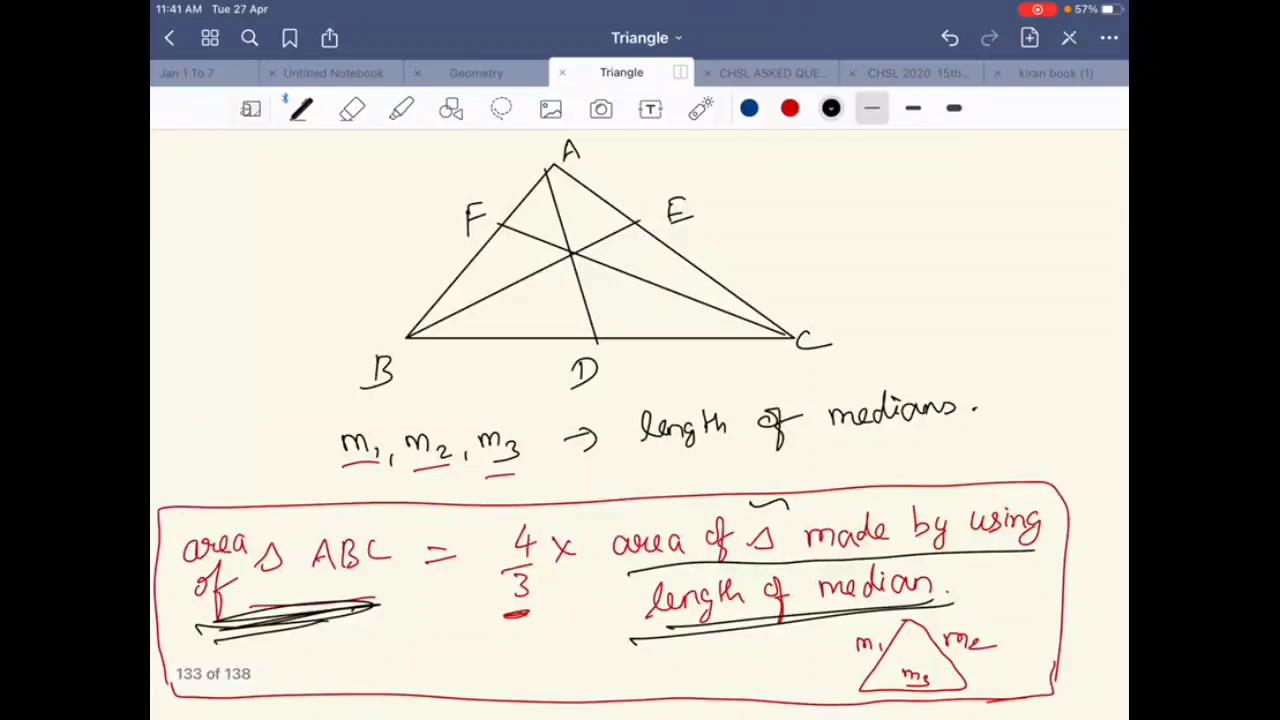 11:41 AM Tue 27 Apr
57%
Triangle
Jan 1 To 7
Untitled Notebook
Geometry
Triangle
CHSL ASKED QUE...
CHSL 2020 15th...
kiran book (1)
T
A
F
E
B
D
C
m1, m2, m3 → length of medians.
area of Δ ABC = 4/3 × area of Δ made by using
length of median.
m1
m2
m3
133 of 138